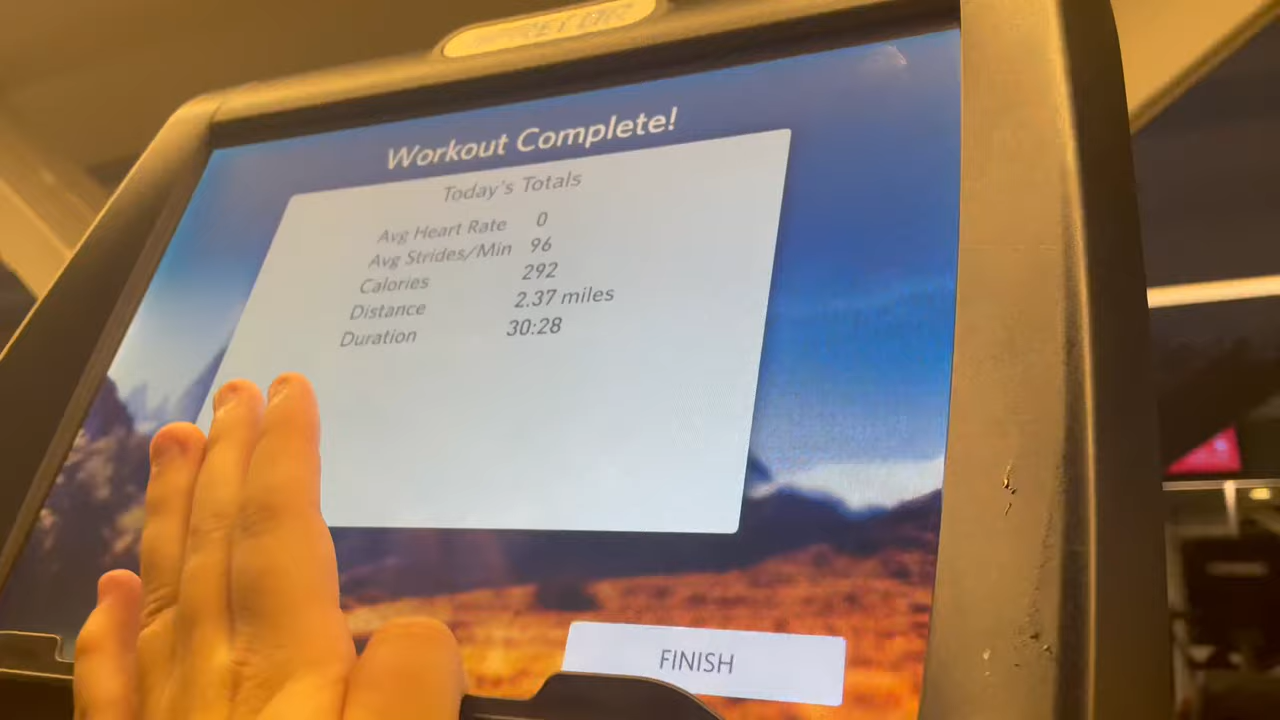 PRECOR
Workout Complete!
Today's Totals
Avg Heart Rate 0
Avg Strides/Min 96
Calories 292
Distance 2.37 miles
Duration 30:28
FINISH